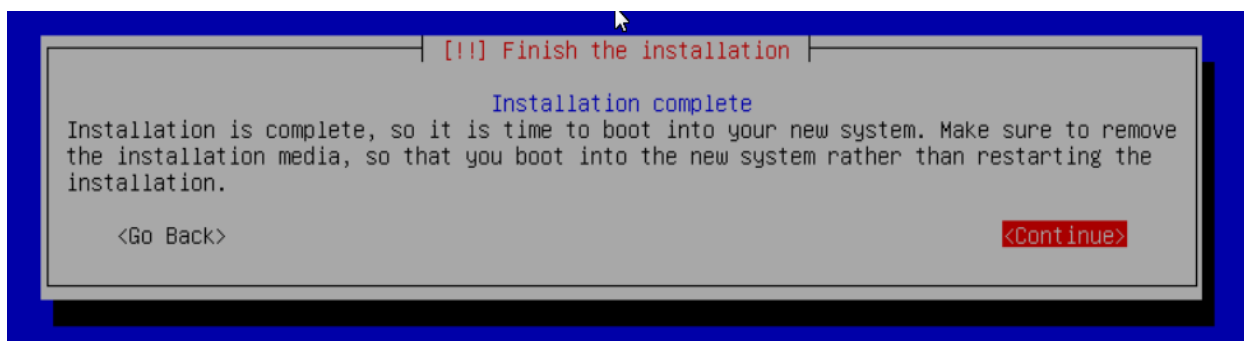 [!!] Finish the installation
Installation complete
Installation is complete, so it is time to boot into your new system. Make sure to remove
the installation media, so that you boot into the new system rather than restarting the
installation.
<Go Back> <Continue>